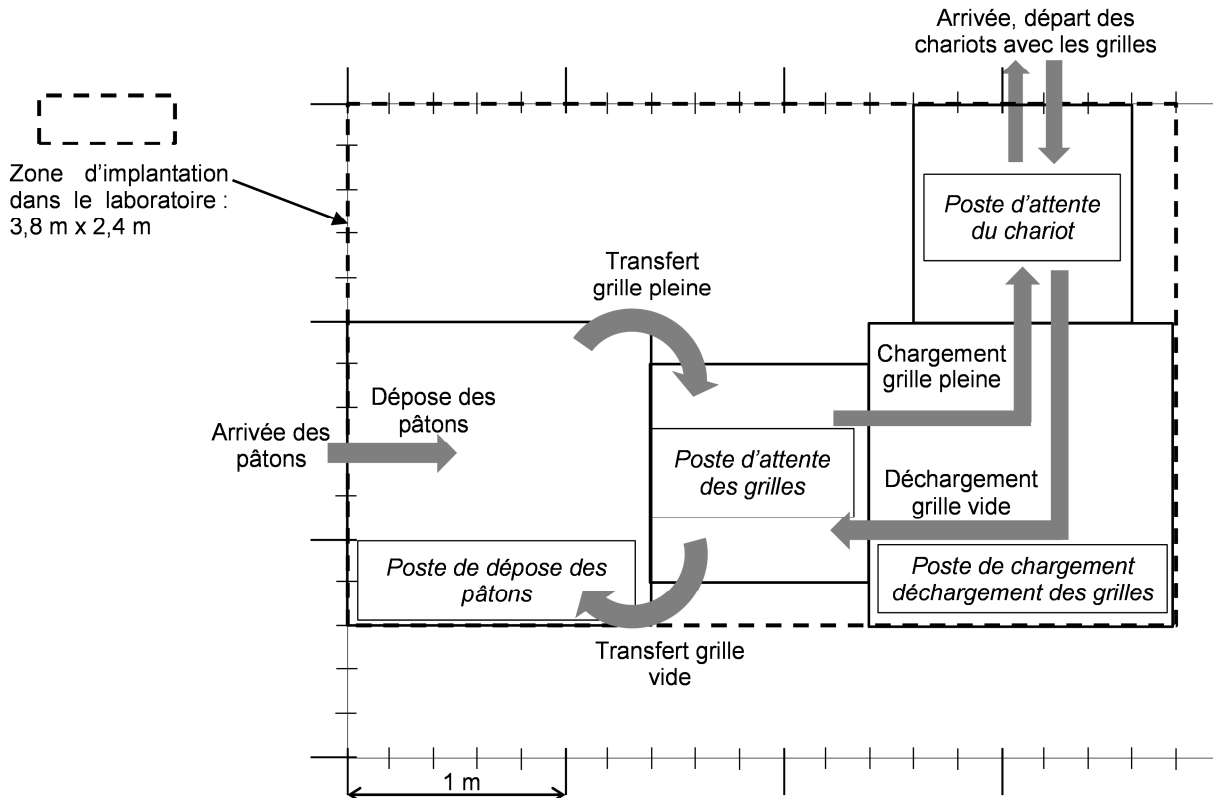 Arrivée, départ des
chariots avec les grilles
Zone d'implantation
dans le laboratoire :
3,8 m x 2,4 m
Poste d'attente
du chariot
Transfert
grille pleine
Chargement
grille pleine
Dépose des
pâtons
Arrivée des
pâtons
Poste d'attente
des grilles
Déchargement
grille vide
Poste de dépose des
pâtons
Poste de chargement
déchargement des grilles
Transfert grille
vide
1 m